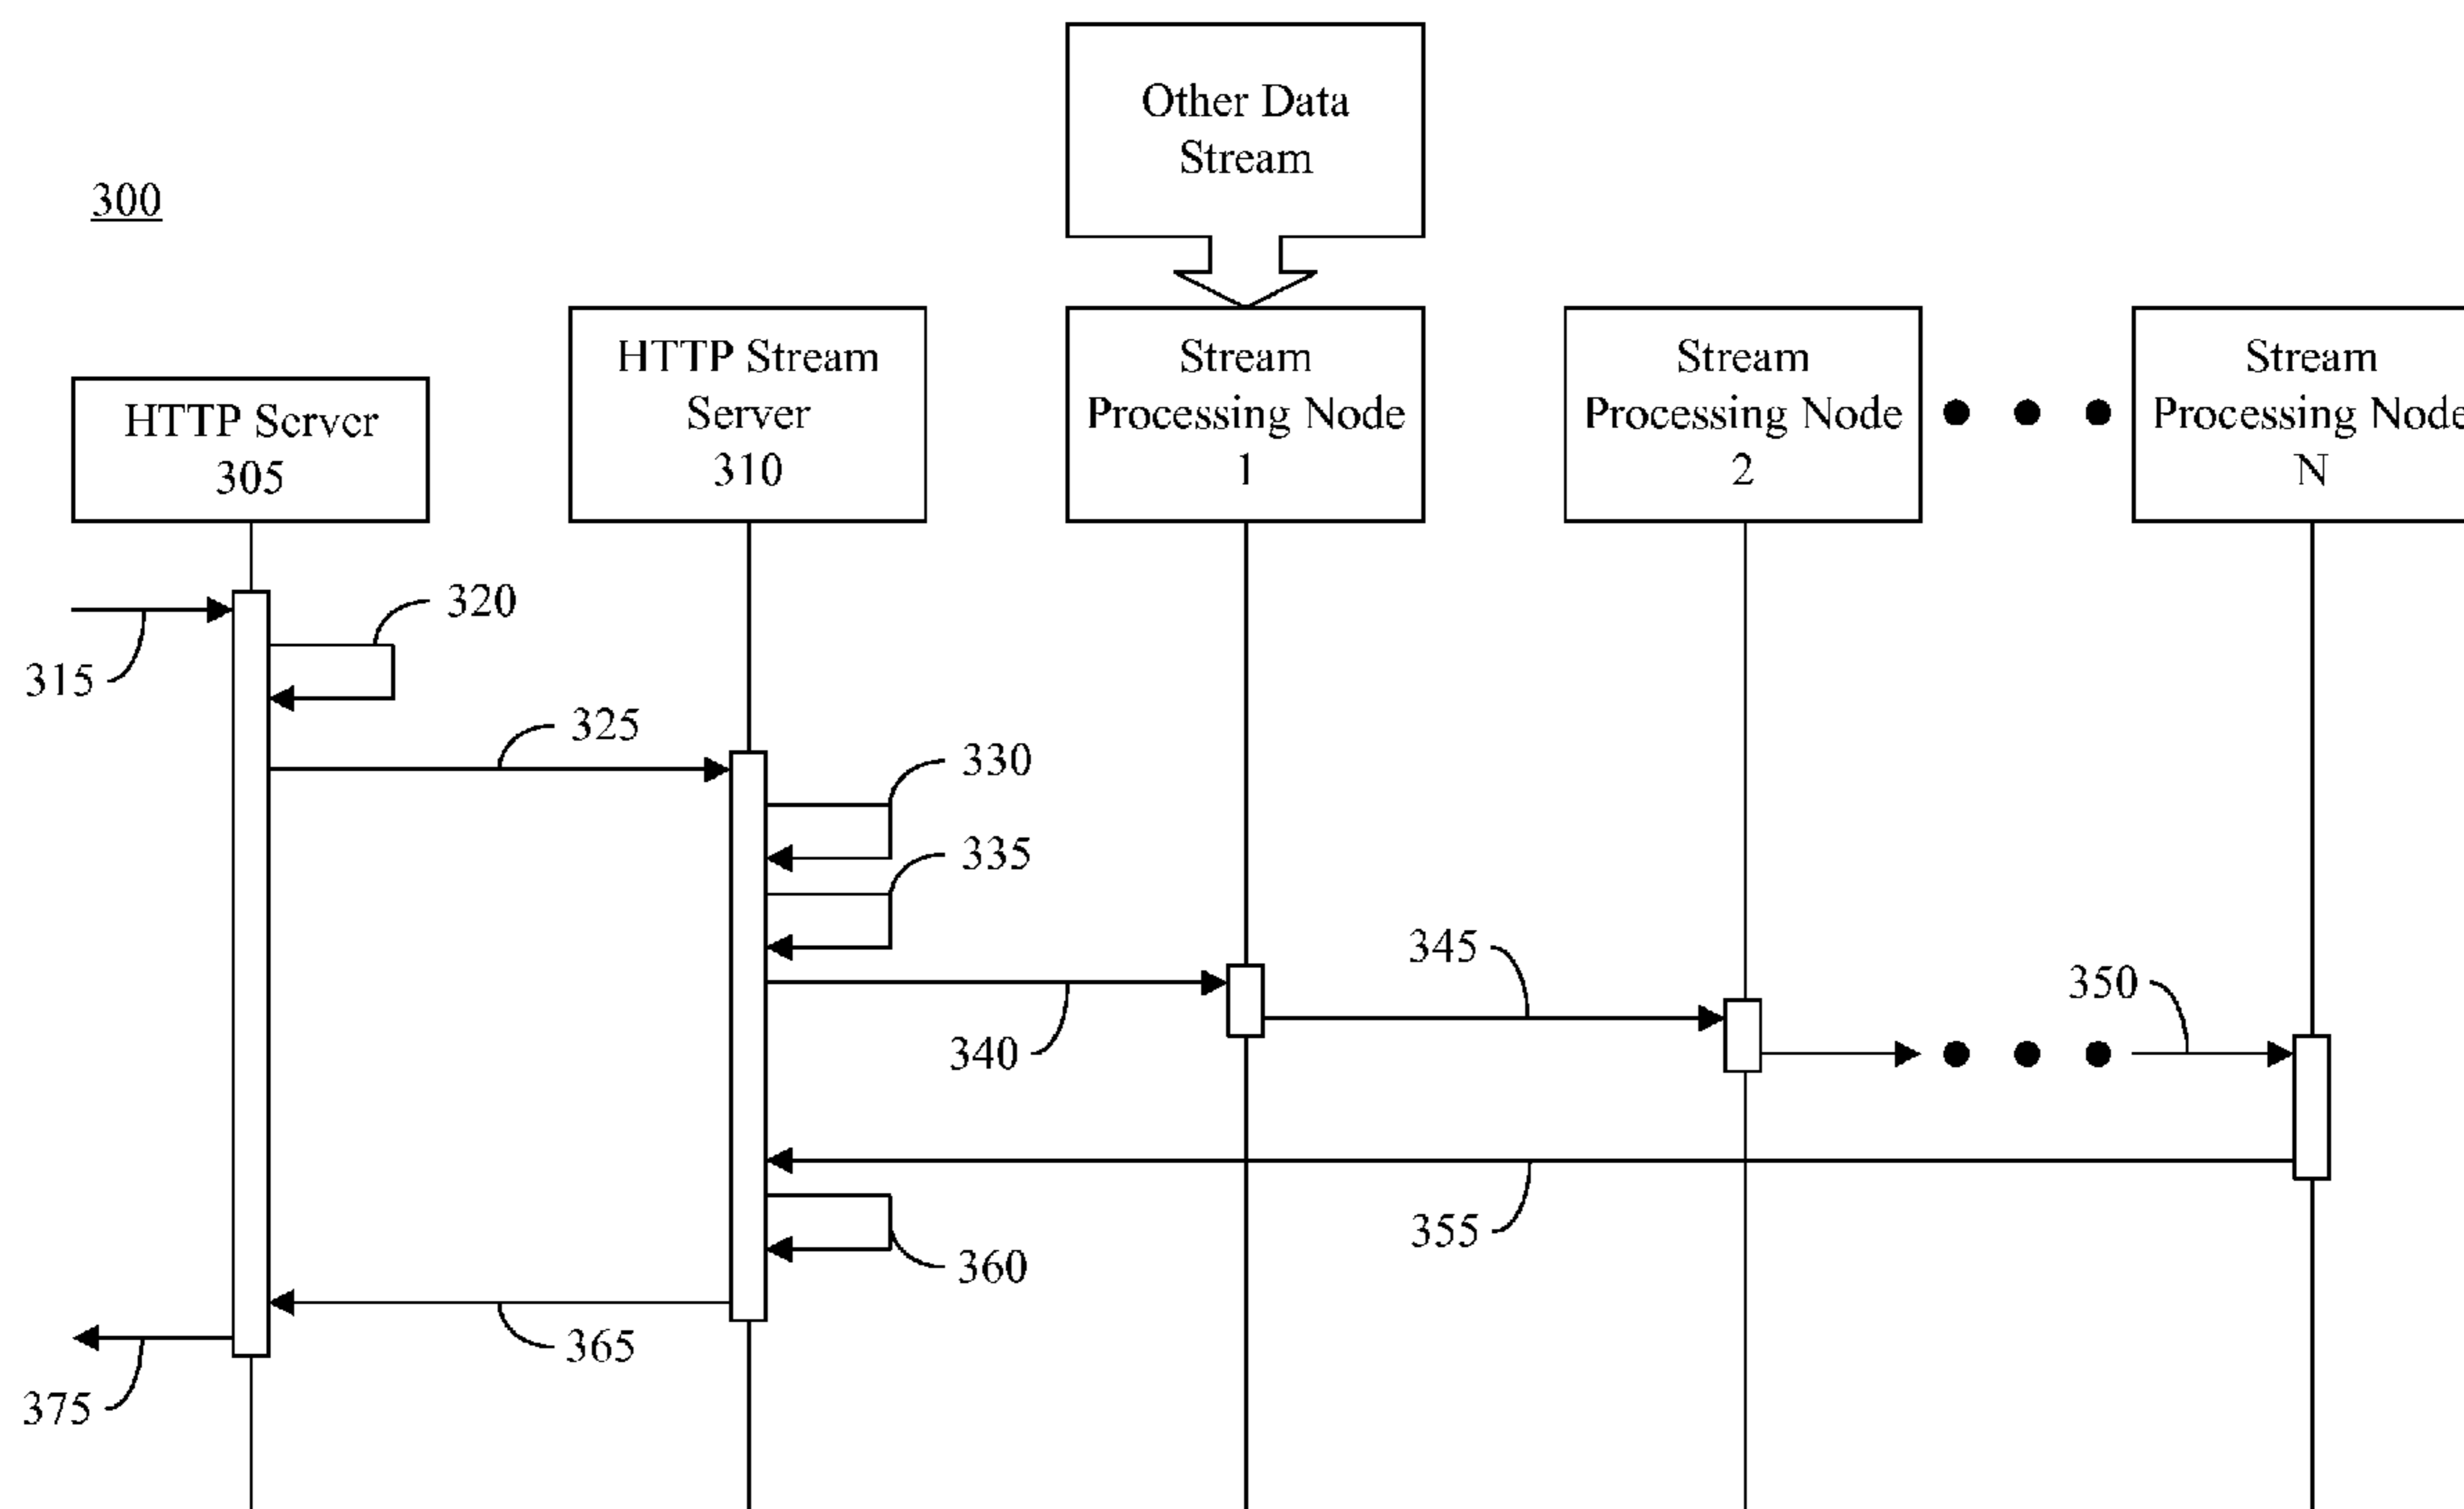 Other Data
Stream
300
HTTP Server
305
HTTP Stream
Server
310
Stream
Processing Node
1
Stream
Processing Node
2
Stream
Processing Node
N
315
320
325
330
335
340
345
350
355
360
365
375